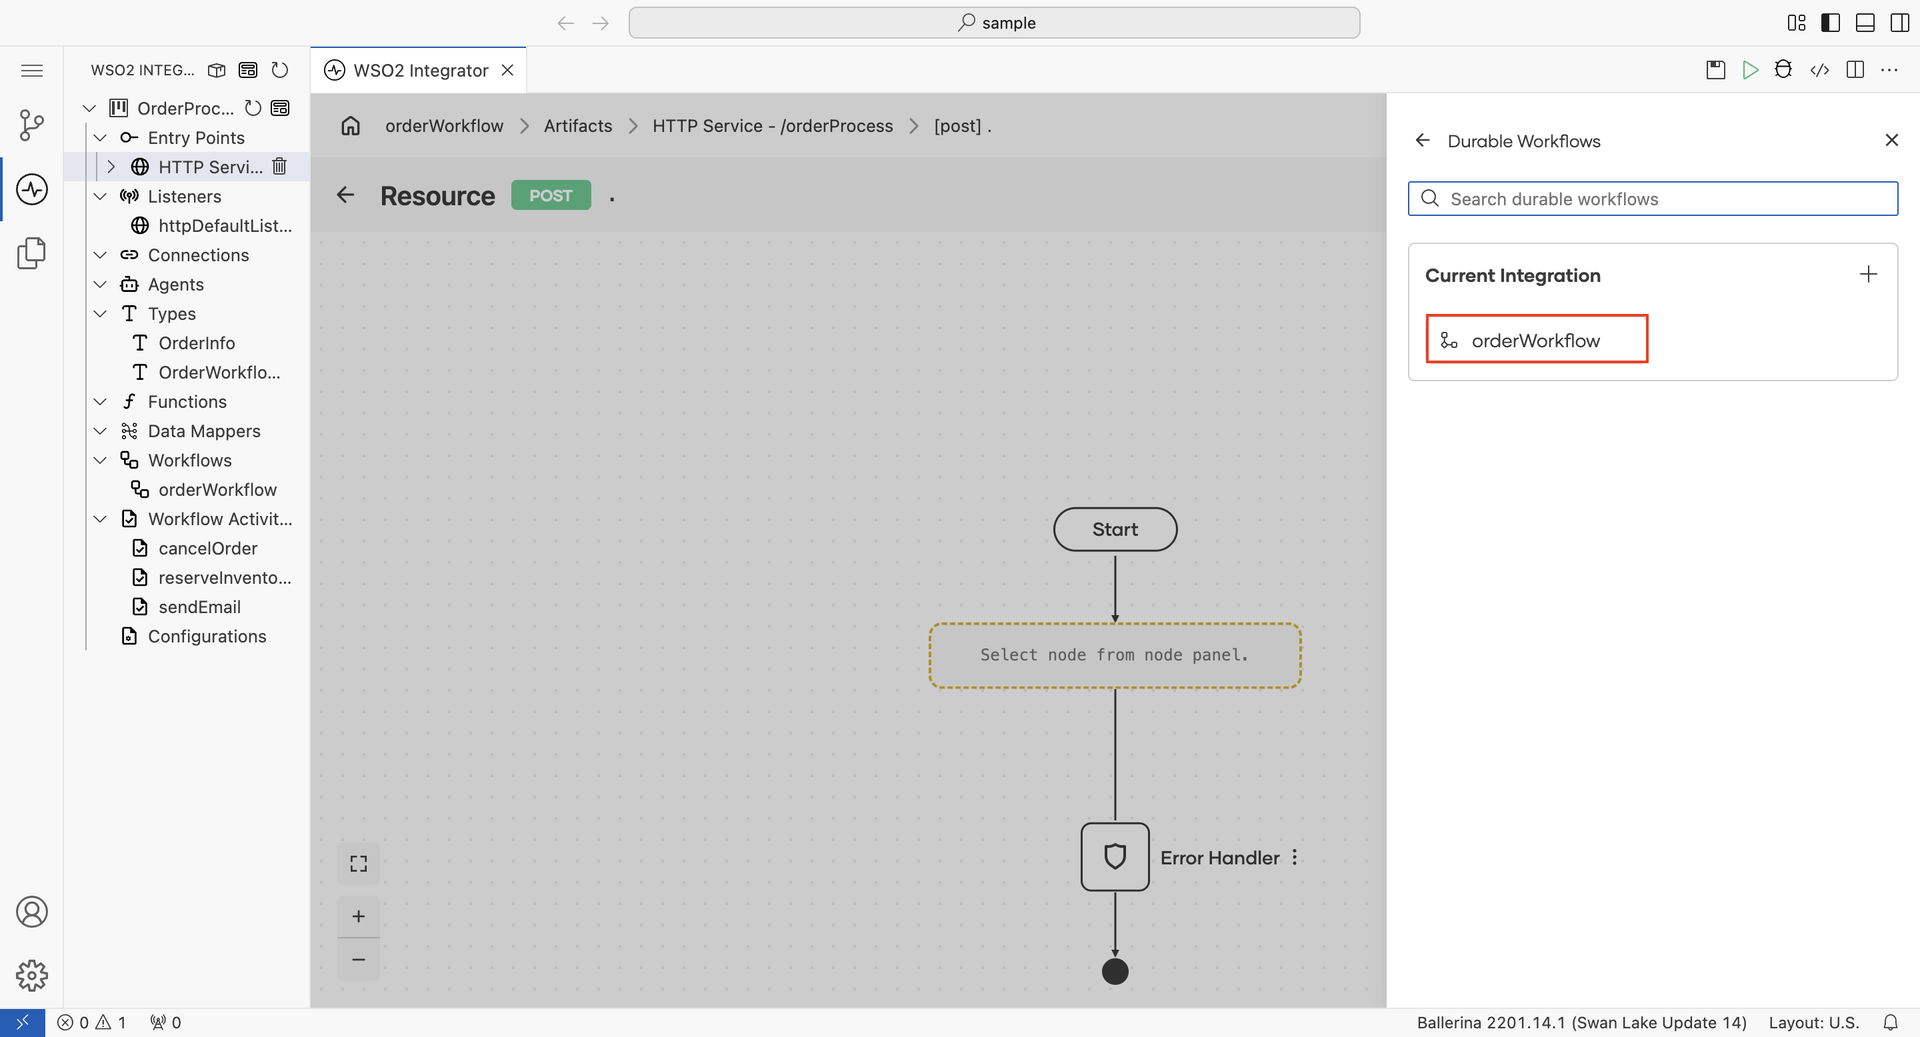 sample
WSO2 INTEG...
WSO2 Integrator
OrderProc...
Entry Points
HTTP Servi...
Listeners
httpDefaultList...
Connections
Agents
Types
OrderInfo
OrderWorkflo...
Functions
Data Mappers
Workflows
orderWorkflow
Workflow Activit...
cancelOrder
reserveInvento...
sendEmail
Configurations
orderWorkflow > Artifacts > HTTP Service - /orderProcess > [post] .
Resource POST .
Start
Select node from node panel.
Error Handler
Durable Workflows
Search durable workflows
Current Integration
orderWorkflow
0 1 0
Ballerina 2201.14.1 (Swan Lake Update 14) Layout: U.S.